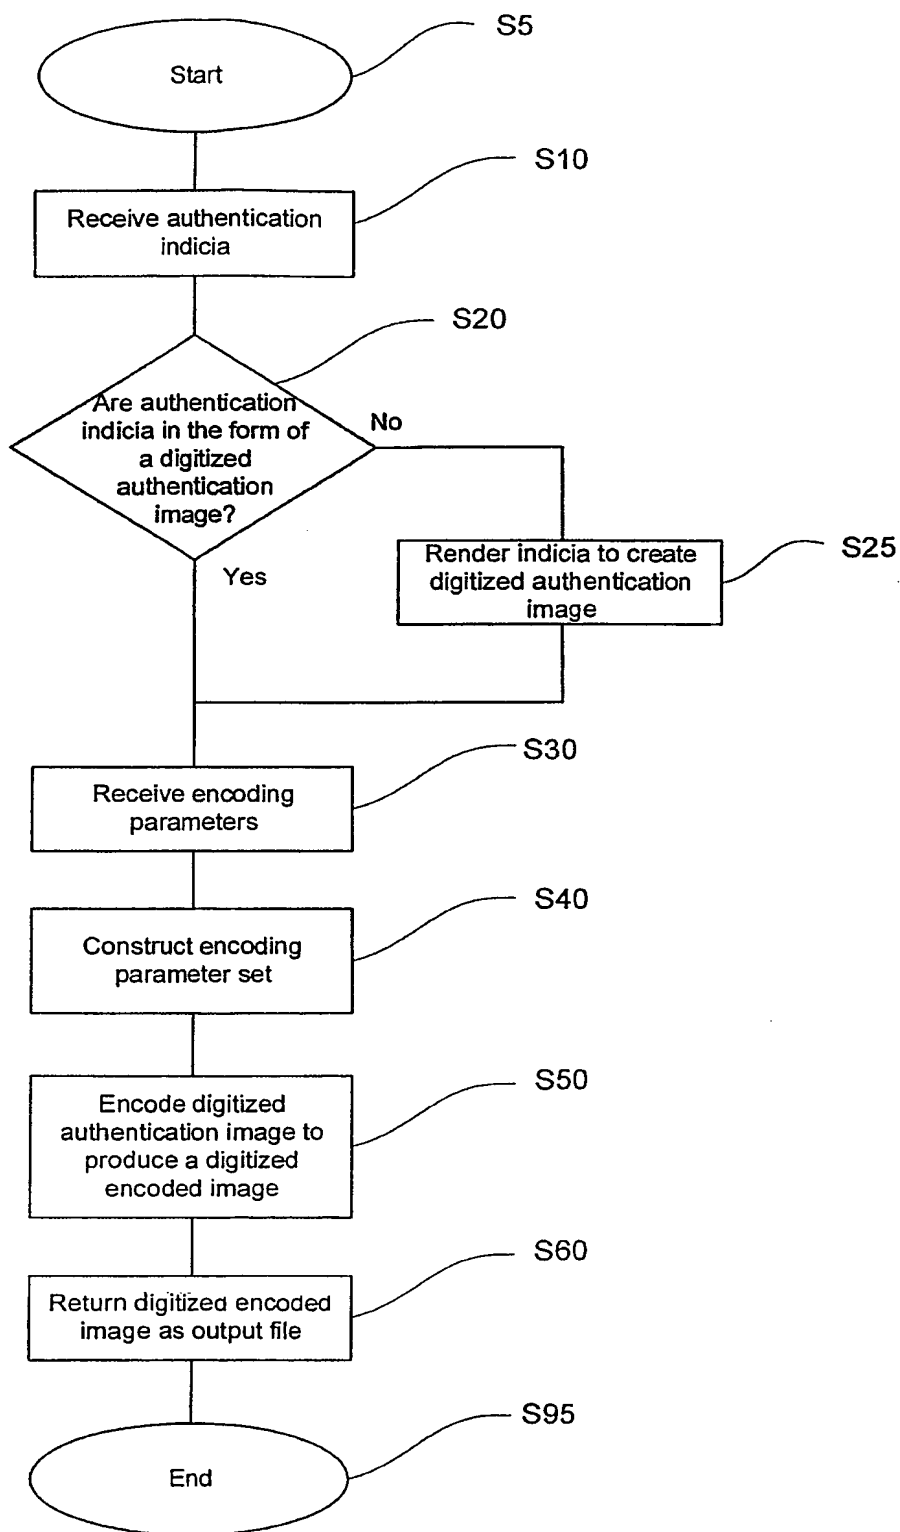 S5
Start
S10
Receive authentication
indicia
S20
Are authentication
indicia in the form of
a digitized
authentication
image?
No
Yes
S25
Render indicia to create
digitized authentication
image
S30
Receive encoding
parameters
S40
Construct encoding
parameter set
S50
Encode digitized
authentication image to
produce a digitized
encoded image
S60
Return digitized encoded
image as output file
S95
End